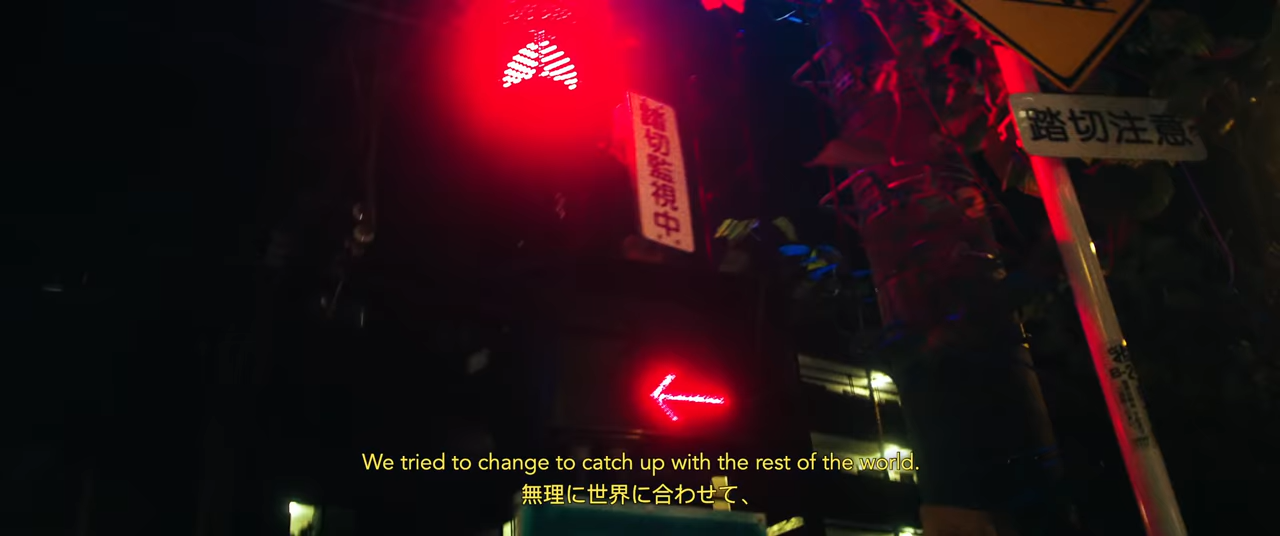 踏切監視中
踏切注意
We tried to change to catch up with the rest of the world.
無理に世界に合わせて、